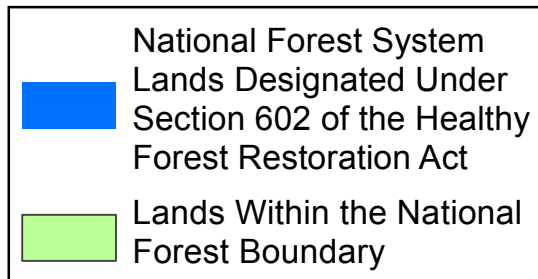 National Forest System
Lands Designated Under
Section 602 of the Healthy
Forest Restoration Act
Lands Within the National
Forest Boundary